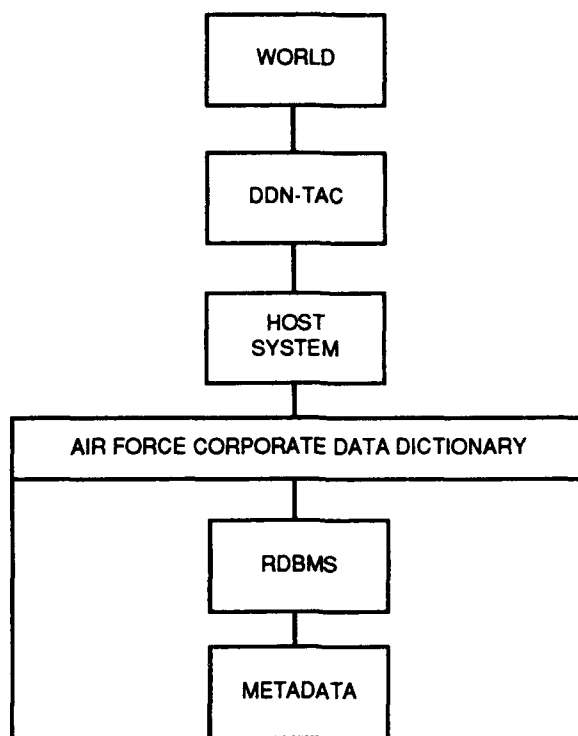 WORLD
DDN-TAC
HOST
SYSTEM
AIR FORCE CORPORATE DATA DICTIONARY
RDBMS
METADATA